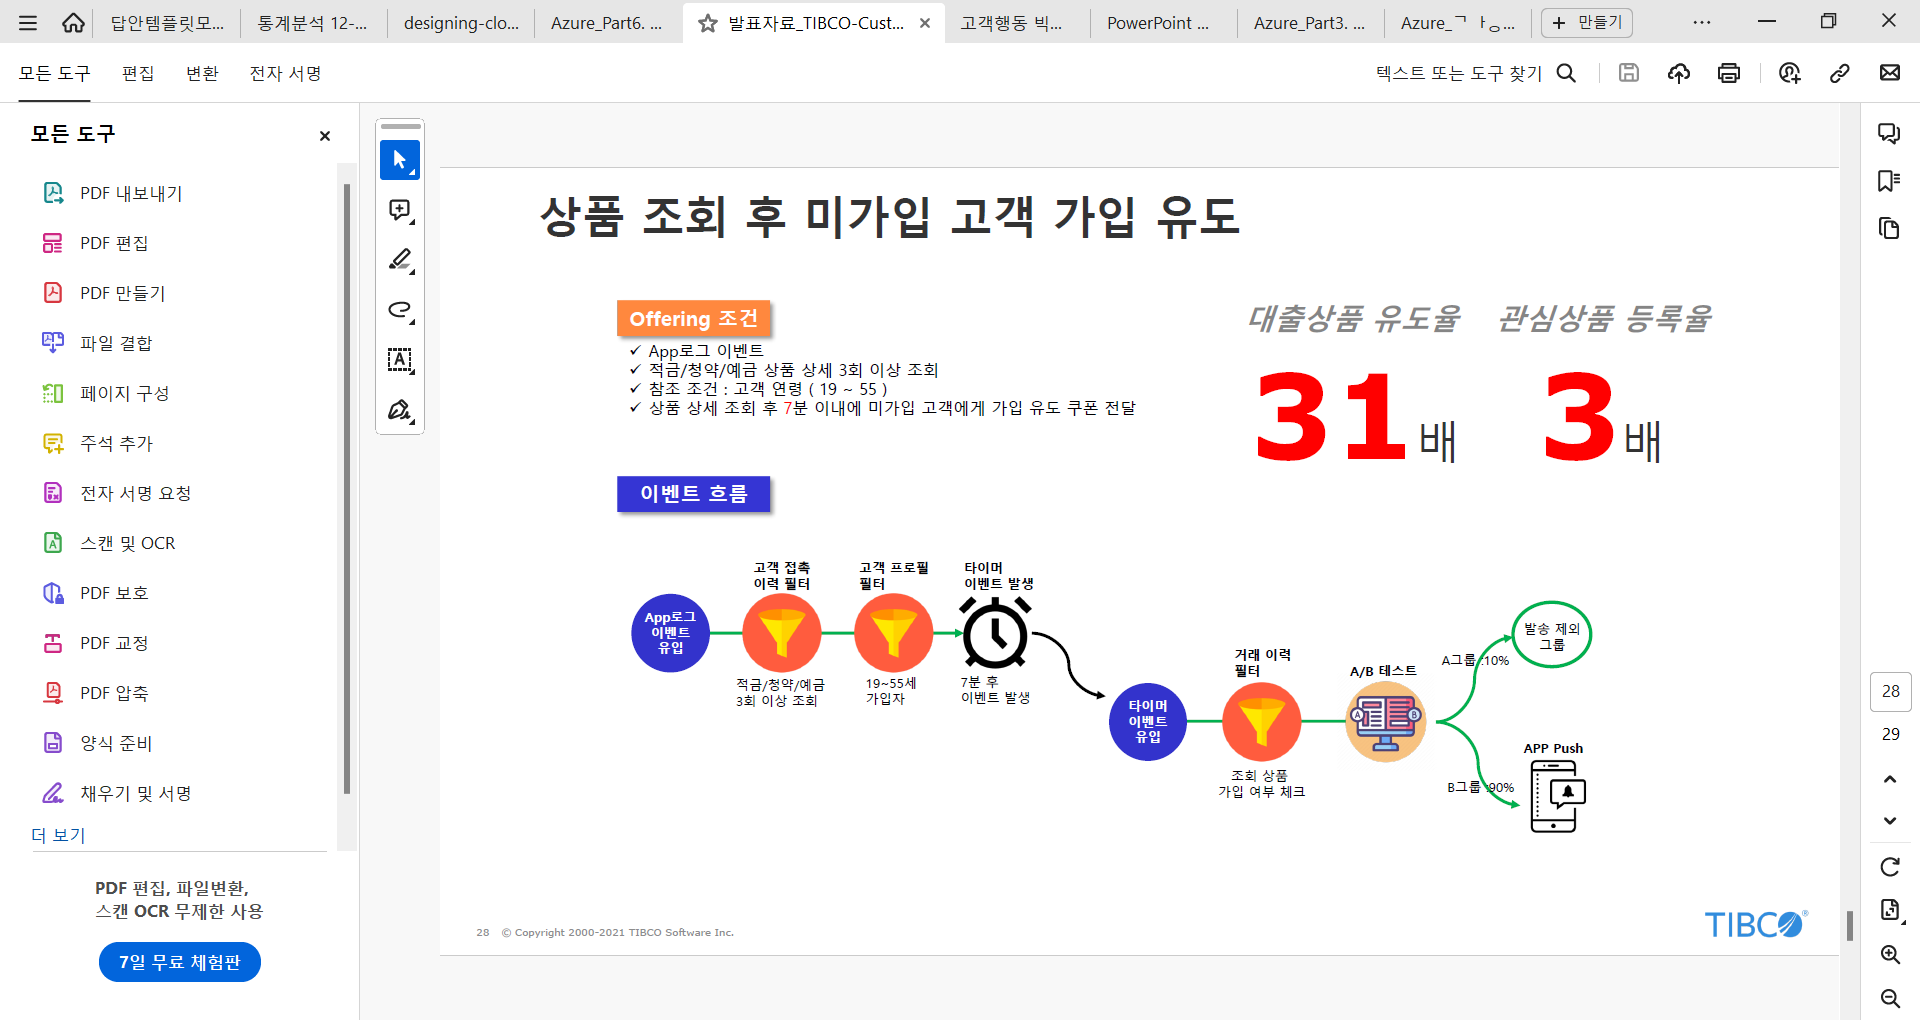 답안템플릿모...
통계분석 12-...
designing-clo...
Azure_Part6. ...
발표자료_TIBCO-Cust...
고객행동 빅...
PowerPoint ...
Azure_Part3. ...
만들기
모든 도구
편집
변환
전자 서명
텍스트 또는 도구 찾기
모든 도구
PDF 내보내기
PDF 편집
PDF 만들기
파일 결합
페이지 구성
주석 추가
전자 서명 요청
스캔 및 OCR
PDF 보호
PDF 교정
PDF 압축
양식 준비
채우기 및 서명
더 보기
PDF 편집, 파일변환,
스캔 OCR 무제한 사용
7일 무료 체험판
상품 조회 후 미가입 고객 가입 유도
Offering 조건
✓ App로그 이벤트
✓ 적금/청약/예금 상품 상세 3회 이상 조회
✓ 참조 조건 : 고객 연령 ( 19 ~ 55 )
✓ 상품 상세 조회 후 7분 이내에 미가입 고객에게 가입 유도 쿠폰 전달
대출상품 유도율
31배
관심상품 등록율
3배
이벤트 흐름
App로그
이벤트
유입
고객 접촉
이력 필터
적금/청약/예금
3회 이상 조회
고객 프로필
필터
19~55세
가입자
타이머
이벤트 발생
7분 후
이벤트 발생
타이머
이벤트
유입
거래 이력
필터
조회 상품
가입 여부 체크
A/B 테스트
A
B
A그룹 :10%
발송 제외
그룹
B그룹 :90%
APP Push
28 © Copyright 2000-2021 TIBCO Software Inc.
TIBCO®
28
29